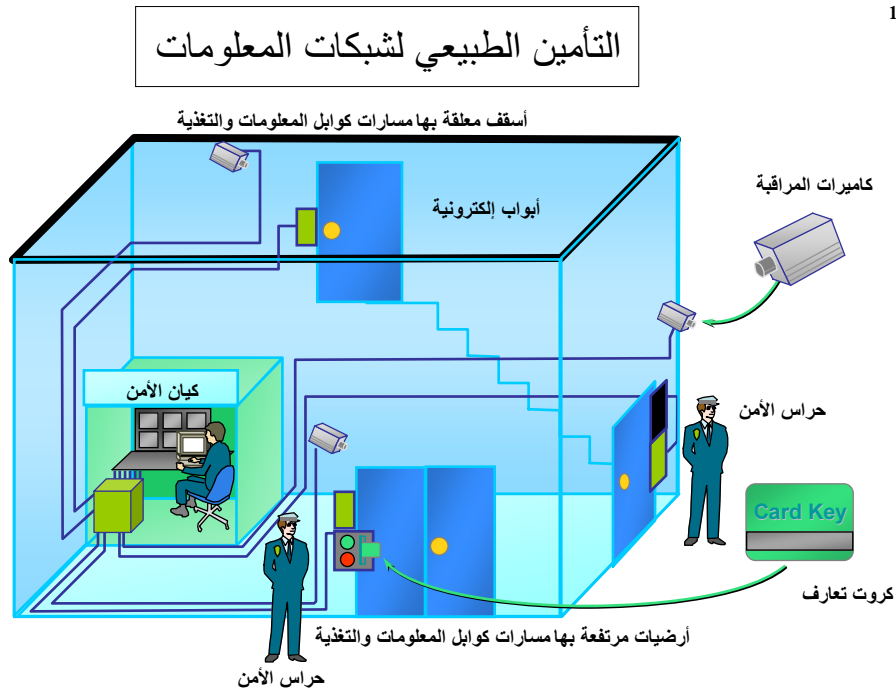 1
التأمين الطبيعي لشبكات المعلومات
أسقف معلقة بها مسارات كوابل المعلومات والتغذية
كاميرات المراقبة
أبواب إلكترونية
كيان الأمن
حراس الأمن
Card Key
كروت تعارف
أرضيات مرتفعة بها مسارات كوابل المعلومات والتغذية
حراس الأمن